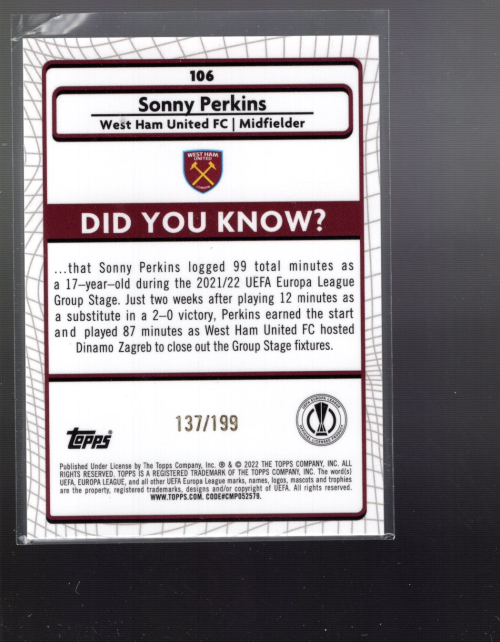 106
Sonny Perkins
West Ham United FC | Midfielder
WEST HAM
UNITED
LONDON
DID YOU KNOW?
...that Sonny Perkins logged 99 total minutes as
a 17-year-old during the 2021/22 UEFA Europa League
Group Stage. Just two weeks after playing 12 minutes as
a substitute in a 2-0 victory, Perkins earned the start
and played 87 minutes as West Ham United FC hosted
Dinamo Zagreb to close out the Group Stage fixtures.
topps
137/199
UEFA EUROPA LEAGUE
OFFICIAL LICENSED PRODUCT
Published Under License by The Topps Company, Inc. ® & © 2022 THE TOPPS COMPANY, INC. ALL
RIGHTS RESERVED. TOPPS IS A REGISTERED TRADEMARK OF THE TOPPS COMPANY, INC. The word(s)
UEFA, EUROPA LEAGUE, and all other UEFA Europa League marks, names, logos, mascots and trophies
are the property, registered trademarks, designs and/or copyright of UEFA. All rights reserved.
WWW.TOPPS.COM. CODE#CMP052579.